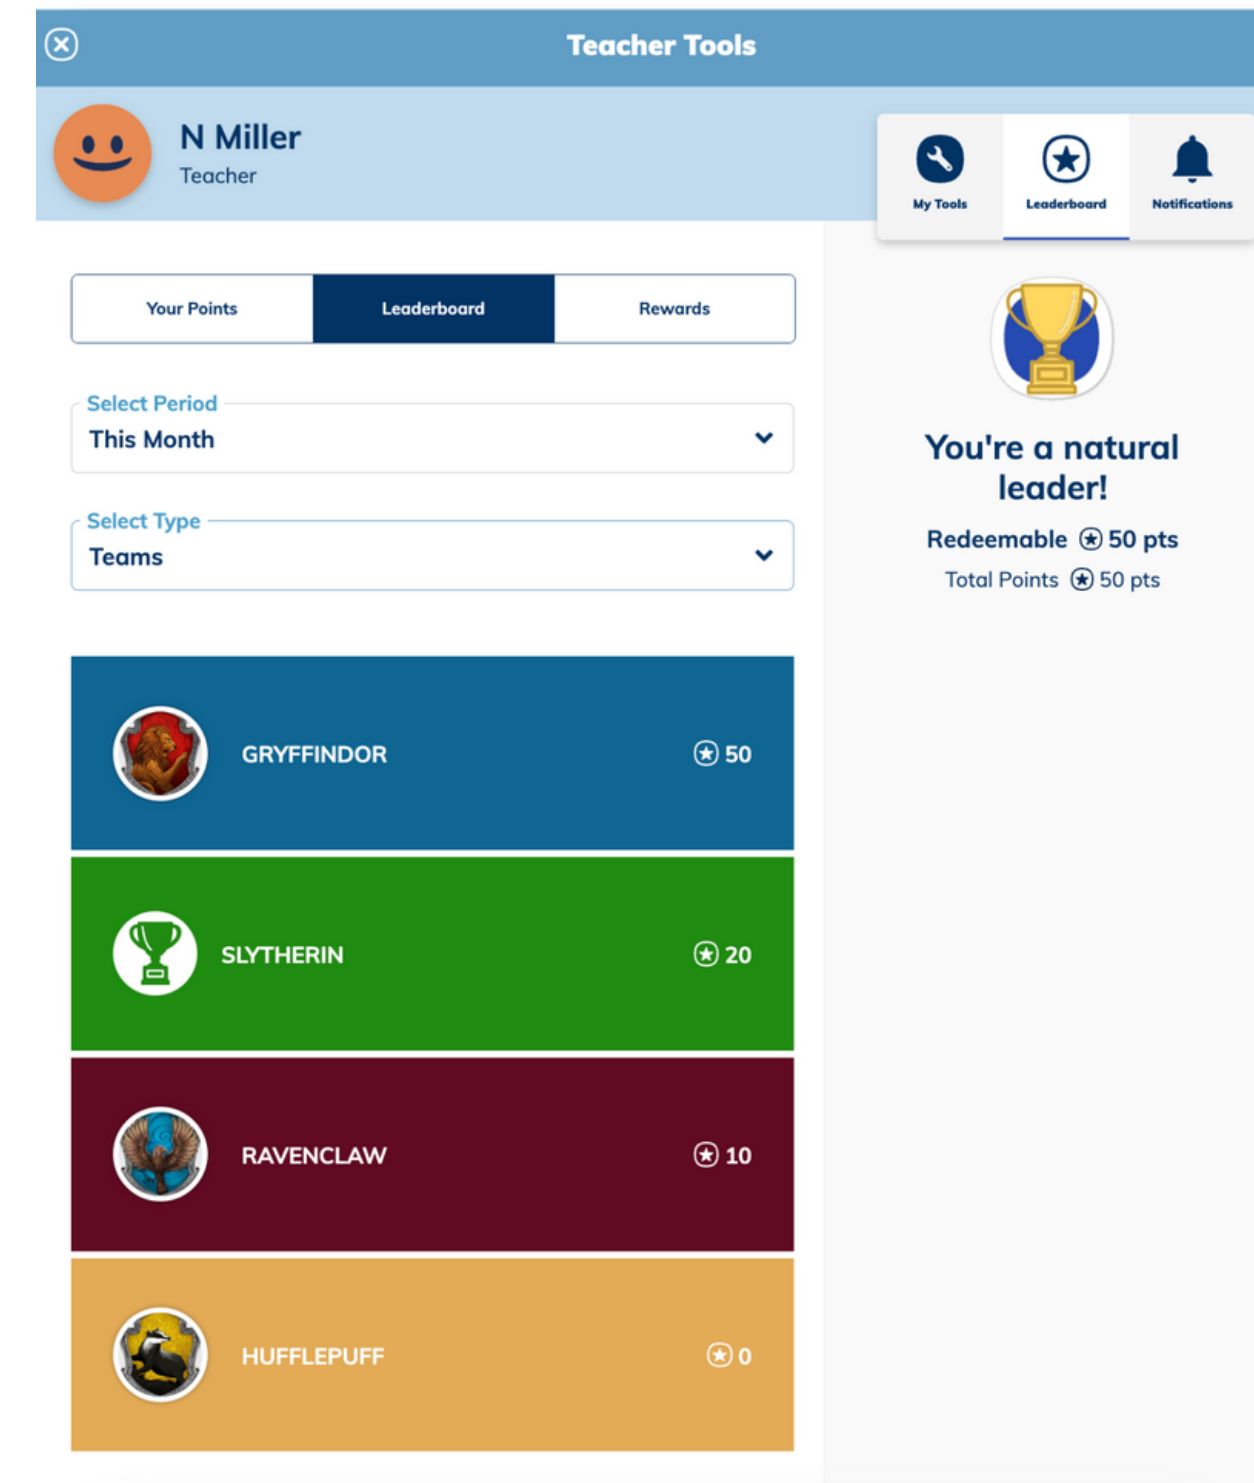 Teacher Tools
N Miller
Teacher
My Tools
Leaderboard
Notifications
Your Points
Leaderboard
Rewards
Select Period
This Month
Select Type
Teams
GRYFFINDOR
50
SLYTHERIN
20
RAVENCLAW
10
HUFFLEPUFF
0
You're a natural
leader!
Redeemable 50 pts
Total Points 50 pts